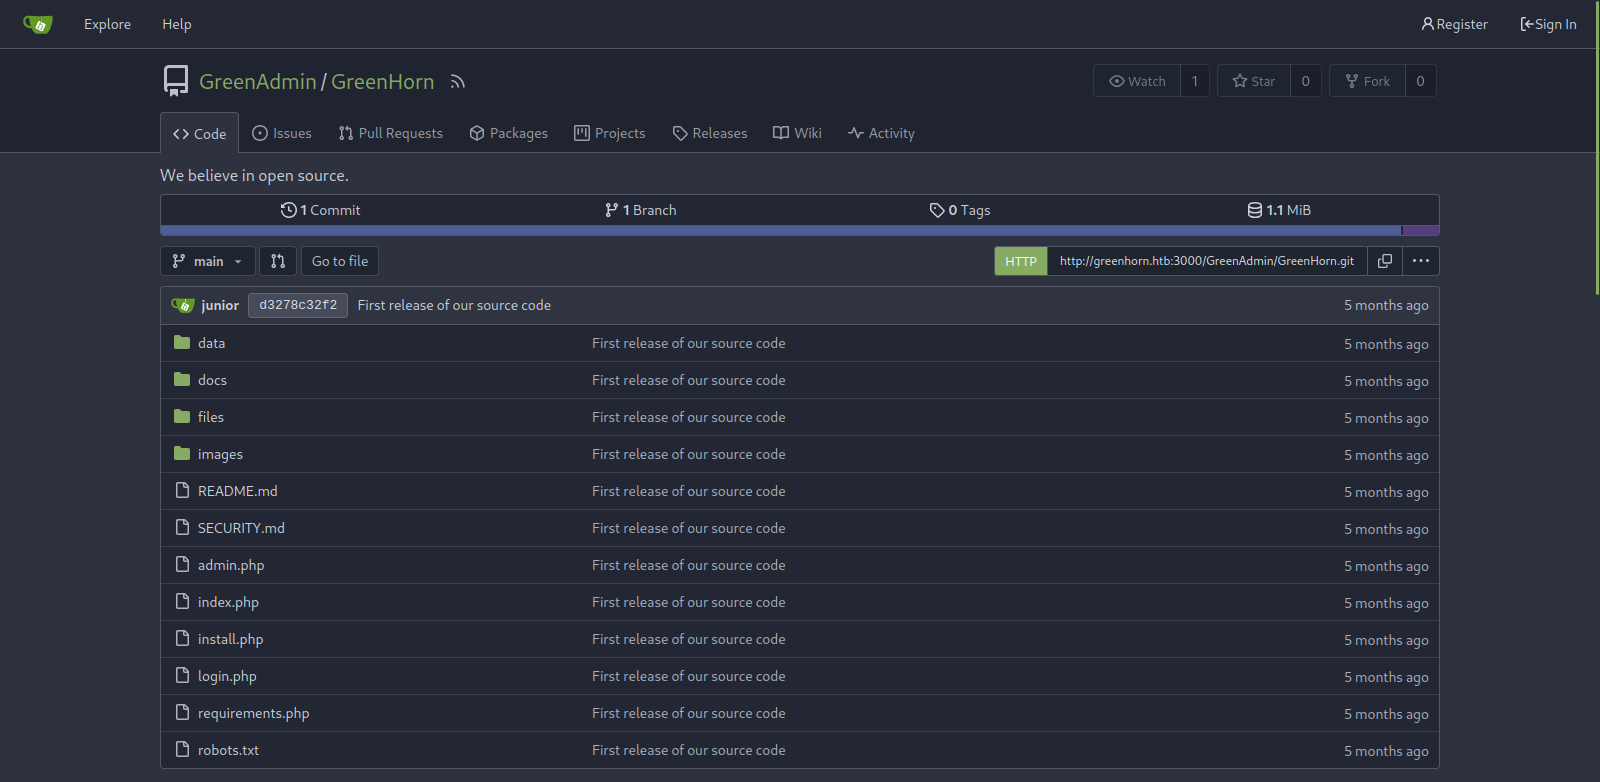 Explore Help Register Sign In
GreenAdmin / GreenHorn Watch 1 Star 0 Fork 0
Code Issues Pull Requests Packages Projects Releases Wiki Activity
We believe in open source.
1 Commit 1 Branch 0 Tags 1.1 MiB
main Go to file HTTP http://greenhorn.htb:3000/GreenAdmin/GreenHorn.git
junior d3278c32f2 First release of our source code 5 months ago
data First release of our source code 5 months ago
docs First release of our source code 5 months ago
files First release of our source code 5 months ago
images First release of our source code 5 months ago
README.md First release of our source code 5 months ago
SECURITY.md First release of our source code 5 months ago
admin.php First release of our source code 5 months ago
index.php First release of our source code 5 months ago
install.php First release of our source code 5 months ago
login.php First release of our source code 5 months ago
requirements.php First release of our source code 5 months ago
robots.txt First release of our source code 5 months ago